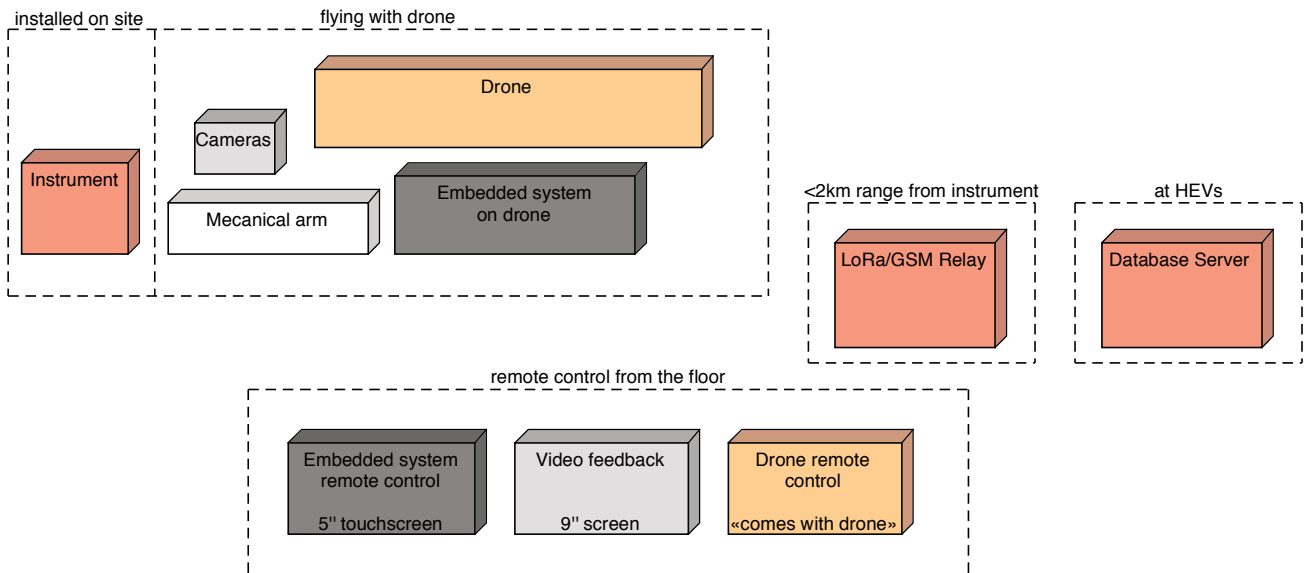 installed on site
flying with drone
Drone
Cameras
Instrument
Mecanical arm
Embedded system
on drone
<2km range from instrument
LoRa/GSM Relay
at HEVs
Database Server
remote control from the floor
Embedded system
remote control
5" touchscreen
Video feedback
9" screen
Drone remote
control
«comes with drone»